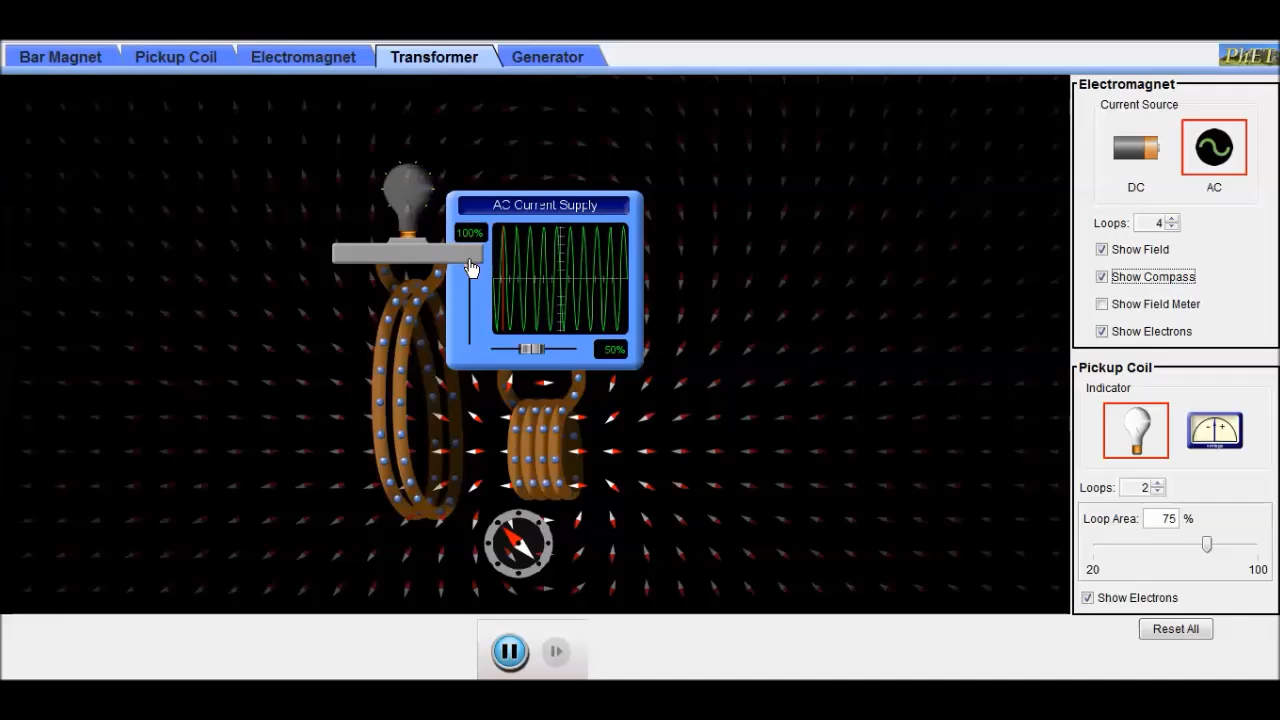 Bar Magnet Pickup Coil Electromagnet Transformer Generator
PhET
Electromagnet
Current Source
DC AC
Loops: 4
Show Field
Show Compass
Show Field Meter
Show Electrons
AC Current Supply
100%
50%
Pickup Coil
Indicator
- +
Loops: 2
Loop Area: 75 %
20 100
Show Electrons
Reset All